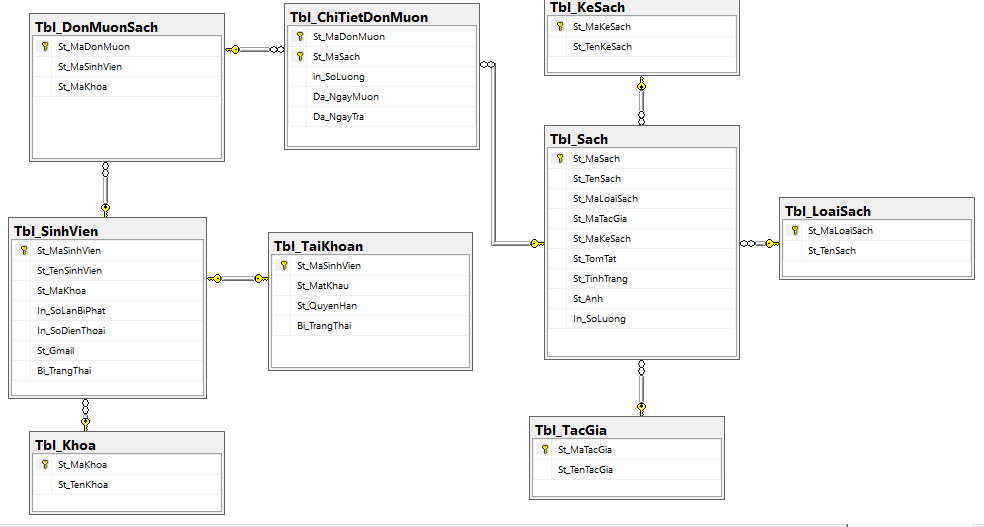 Tbl_DonMuonSach
St_MaDonMuon
St_MaSinhVien
St_MaKhoa
Tbl_ChiTietDonMuon
St_MaDonMuon
St_MaSach
in_SoLuong
Da_NgayMuon
Da_NgayTra
Tbl_KeSach
St_MaKeSach
St_TenKeSach
Tbl_Sach
St_MaSach
St_TenSach
St_MaLoaiSach
St_MaTacGia
St_MaKeSach
St_TomTat
St_TinhTrang
St_Anh
In_SoLuong
Tbl_LoaiSach
St_MaLoaiSach
St_TenSach
Tbl_SinhVien
St_MaSinhVien
St_TenSinhVien
St_MaKhoa
In_SoLanBiPhat
In_SoDienThoai
St_Gmail
Bi_TrangThai
Tbl_TaiKhoan
St_MaSinhVien
St_MatKhau
St_QuyenHan
Bi_TrangThai
Tbl_Khoa
St_MaKhoa
St_TenKhoa
Tbl_TacGia
St_MaTacGia
St_TenTacGia